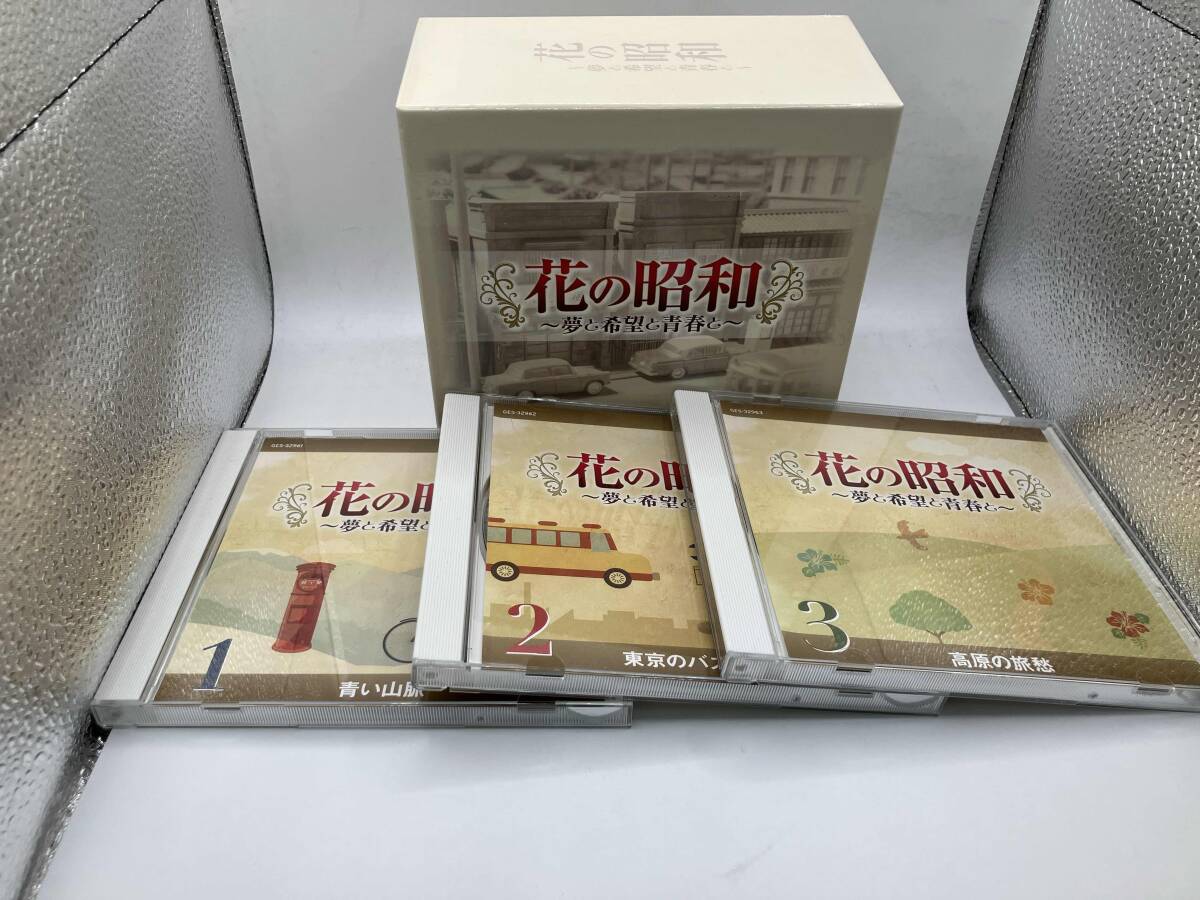 花の昭和
〜夢と希望と青春と〜
花の昭和
〜夢と希望と青春と〜
GES-32961
花の昭
〜夢と希望と
1
青い山脈
GES-32962
花の昭
〜夢と希望と青春
2
東京のバス
GES-32963
花の昭和
〜夢と希望と青春と〜
3
高原の旅愁